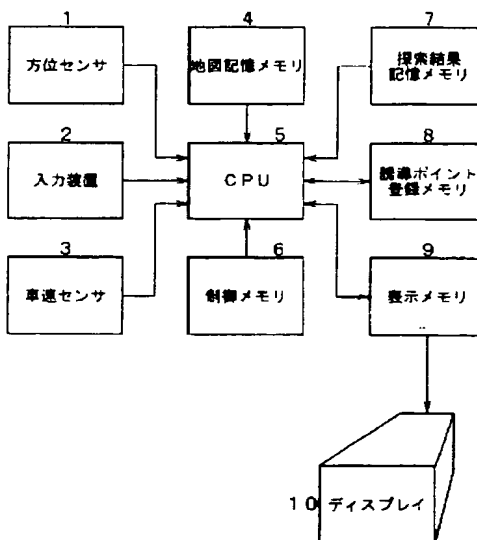 1
方位センサ
4
地図記憶メモリ
7
探索結果
記憶メモリ
2
入力装置
5
CPU
8
誘導ポイント
登録メモリ
3
車速センサ
6
制御メモリ
9
表示メモリ
10 ディスプレイ